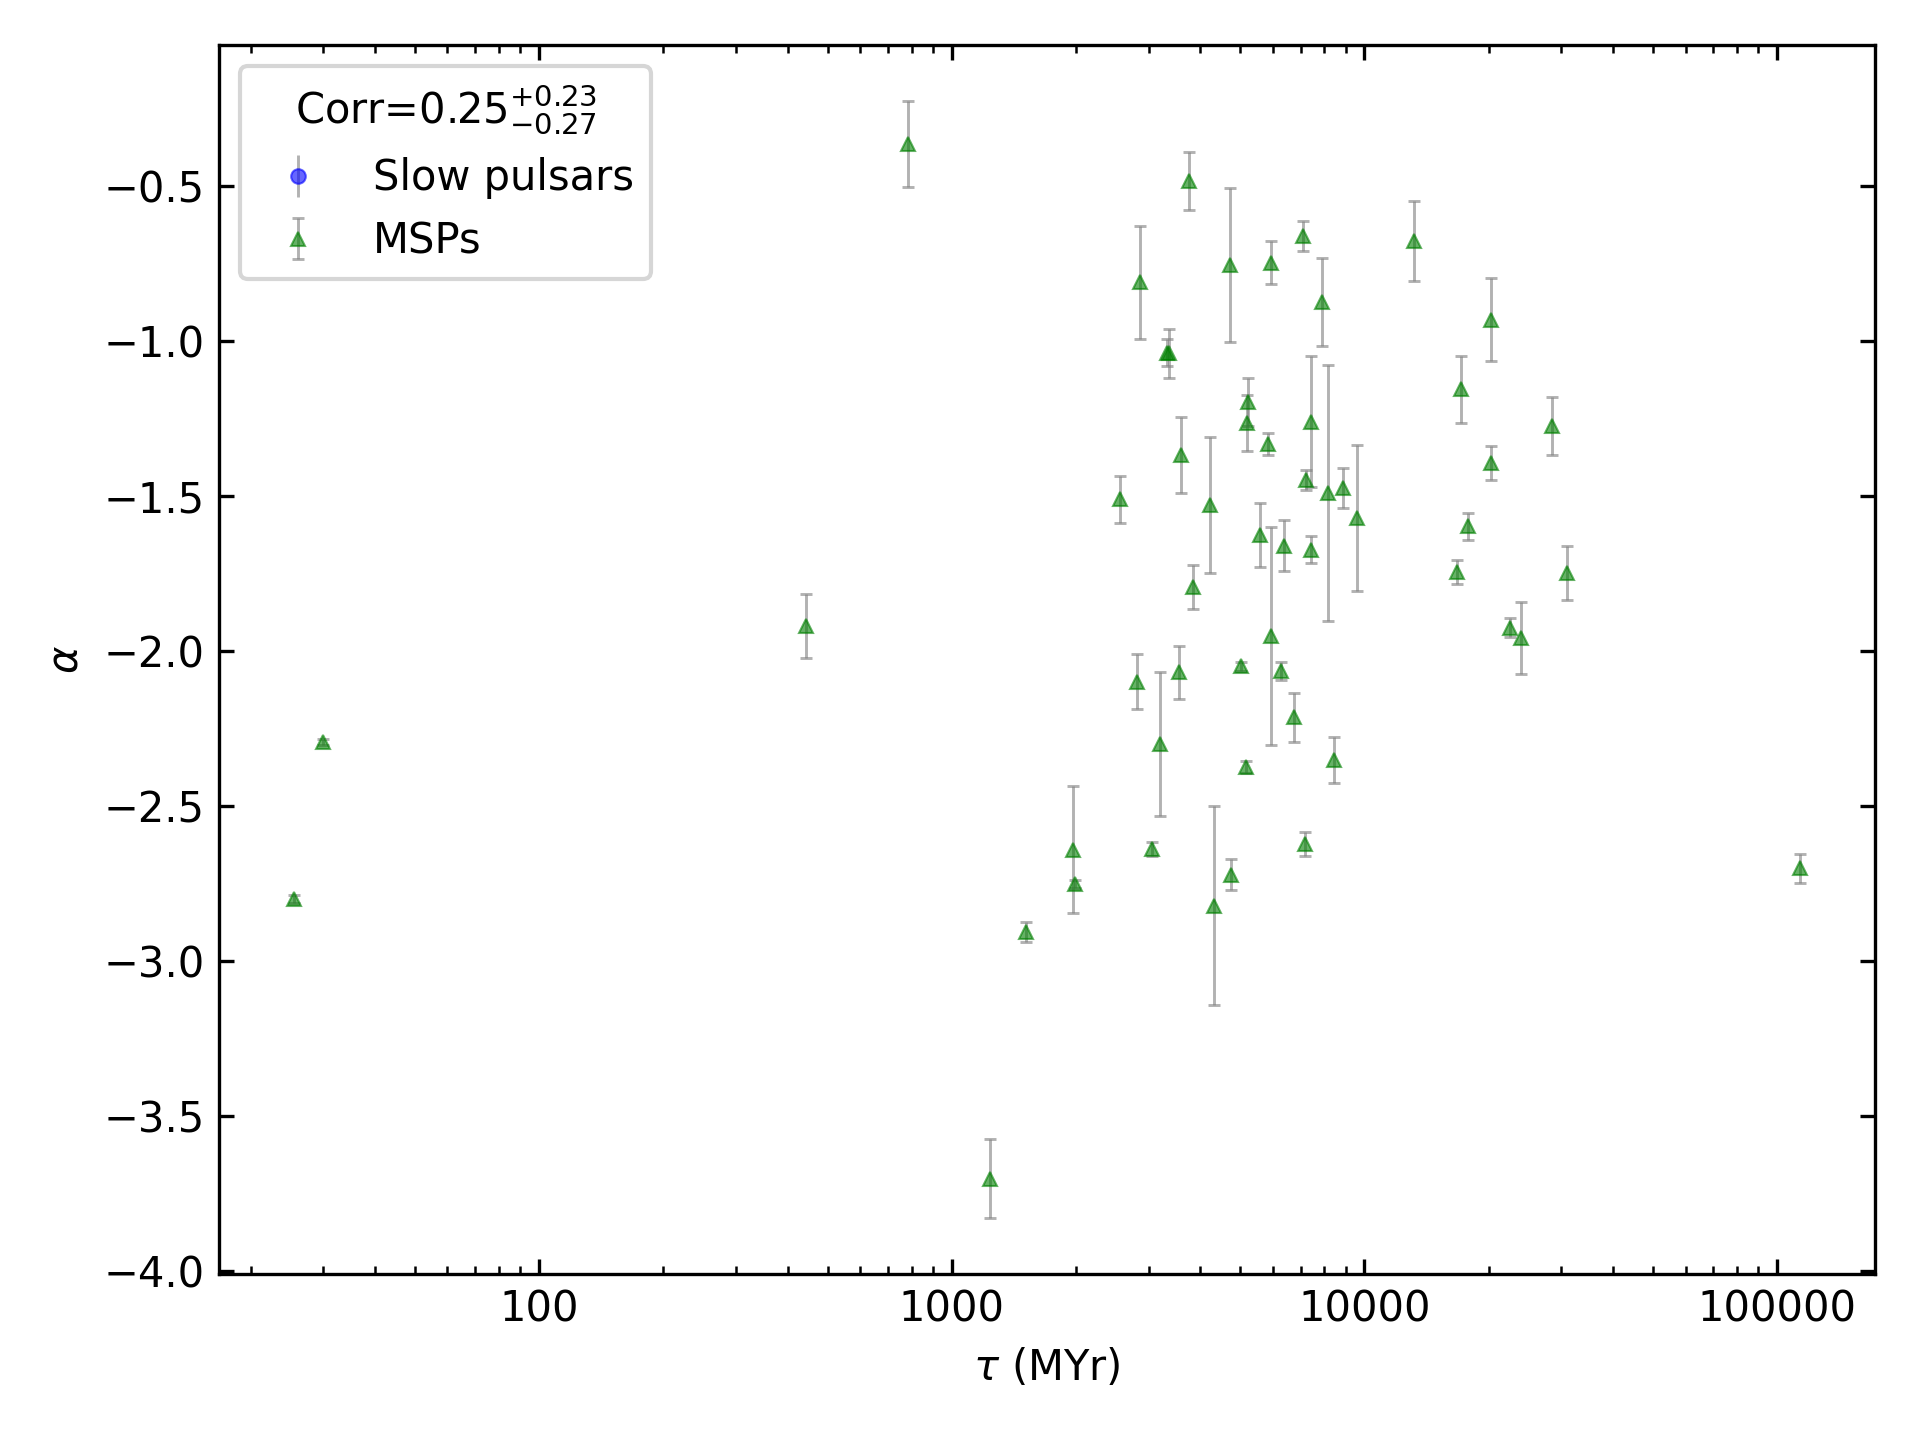 Corr=0.25^{+0.23}_{−0.27}
Slow pulsars
MSPs
−0.5
−1.0
−1.5
−2.0
−2.5
−3.0
−3.5
−4.0
α
100 1000 10000 100000
τ (MYr)